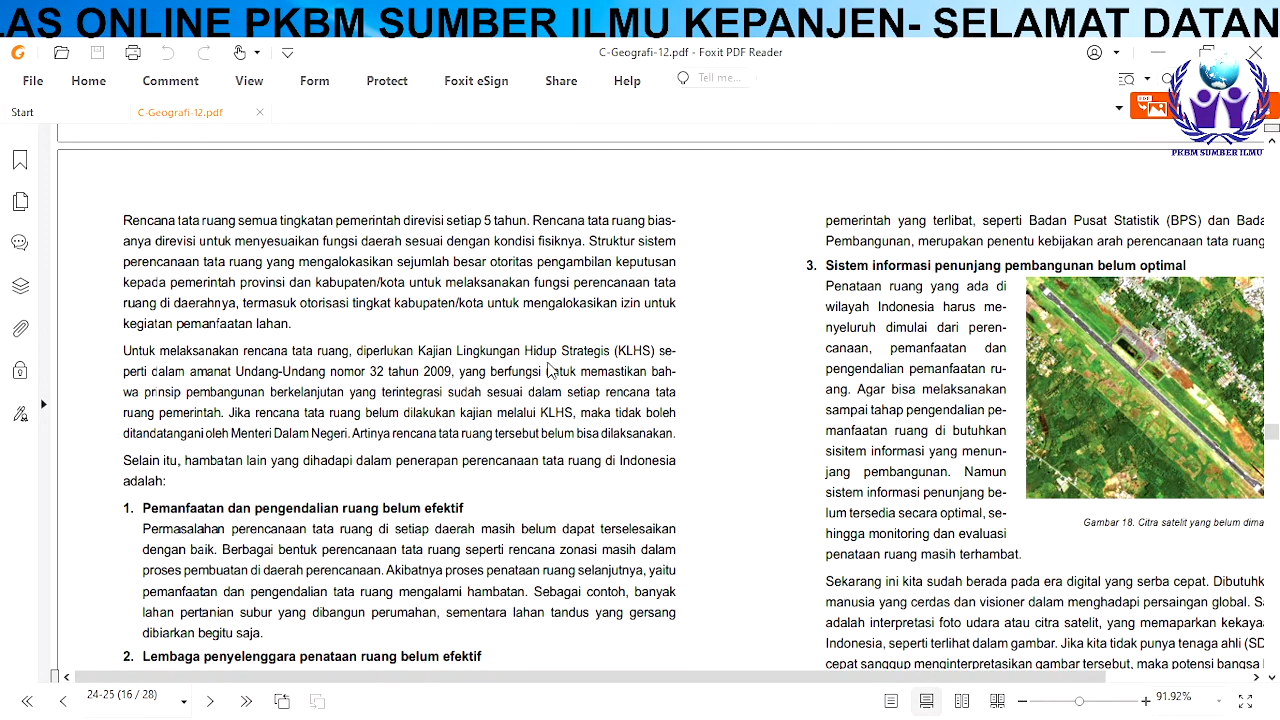 LAS ONLINE PKBM SUMBER ILMU KEPANJEN- SELAMAT DATAN
C-Geografi-12.pdf - Foxit PDF Reader
File Home Comment View Form Protect Foxit eSign Share Help Tell me...
Start C-Geografi-12.pdf
PKBM SUMBER ILMU
Rencana tata ruang semua tingkatan pemerintah direvisi setiap 5 tahun. Rencana tata ruang bias-
anya direvisi untuk menyesuaikan fungsi daerah sesuai dengan kondisi fisiknya. Struktur sistem
perencanaan tata ruang yang mengalokasikan sejumlah besar otoritas pengambilan keputusan
kepada pemerintah provinsi dan kabupaten/kota untuk melaksanakan fungsi perencanaan tata
ruang di daerahnya, termasuk otorisasi tingkat kabupaten/kota untuk mengalokasikan izin untuk
kegiatan pemanfaatan lahan.
Untuk melaksanakan rencana tata ruang, diperlukan Kajian Lingkungan Hidup Strategis (KLHS) se-
perti dalam amanat Undang-Undang nomor 32 tahun 2009, yang berfungsi untuk memastikan bah-
wa prinsip pembangunan berkelanjutan yang terintegrasi sudah sesuai dalam setiap rencana tata
ruang pemerintah. Jika rencana tata ruang belum dilakukan kajian melalui KLHS, maka tidak boleh
ditandatangani oleh Menteri Dalam Negeri. Artinya rencana tata ruang tersebut belum bisa dilaksanakan.
Selain itu, hambatan lain yang dihadapi dalam penerapan perencanaan tata ruang di Indonesia
adalah:
1. Pemanfaatan dan pengendalian ruang belum efektif
Permasalahan perencanaan tata ruang di setiap daerah masih belum dapat terselesaikan
dengan baik. Berbagai bentuk perencanaan tata ruang seperti rencana zonasi masih dalam
proses pembuatan di daerah perencanaan. Akibatnya proses penataan ruang selanjutnya, yaitu
pemanfaatan dan pengendalian tata ruang mengalami hambatan. Sebagai contoh, banyak
lahan pertanian subur yang dibangun perumahan, sementara lahan tandus yang gersang
dibiarkan begitu saja.
2. Lembaga penyelenggara penataan ruang belum efektif
pemerintah yang terlibat, seperti Badan Pusat Statistik (BPS) dan Bada
Pembangunan, merupakan penentu kebijakan arah perencanaan tata ruang
3. Sistem informasi penunjang pembangunan belum optimal
Penataan ruang yang ada di
wilayah Indonesia harus me-
nyeluruh dimulai dari peren-
canaan, pemanfaatan dan
pengendalian pemanfaatan ru-
ang. Agar bisa melaksanakan
sampai tahap pengendalian pe-
manfaatan ruang di butuhkan
sisitem informasi yang menun-
jang pembangunan. Namun
sistem informasi penunjang be-
lum tersedia secara optimal, se-
hingga monitoring dan evaluasi
penataan ruang masih terhambat.
Gambar 18. Citra satelit yang belum dima
Sekarang ini kita sudah berada pada era digital yang serba cepat. Dibutuhk
manusia yang cerdas dan visioner dalam menghadapi persaingan global. Sa
adalah interpretasi foto udara atau citra satelit, yang memaparkan kekaya
Indonesia, seperti terlihat dalam gambar. Jika kita tidak punya tenaga ahli (SD
cepat sanggup menginterpretasikan gambar tersebut, maka potensi bangsa
24-25 (16 / 28)
91.92%